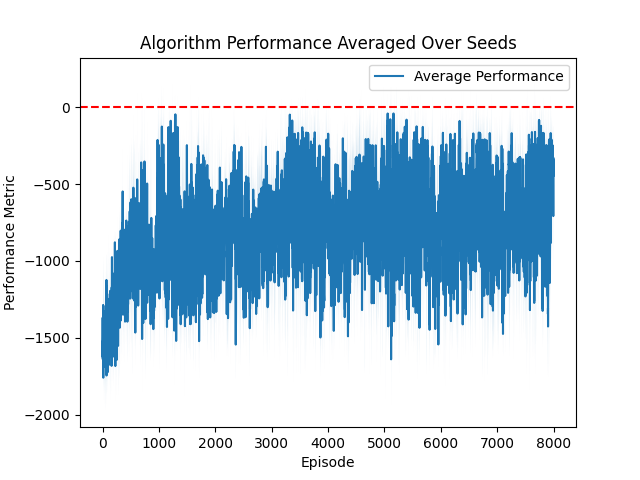 Algorithm Performance Averaged Over Seeds
Average Performance
0
−500
−1000
−1500
−2000
Performance Metric
0 1000 2000 3000 4000 5000 6000 7000 8000
Episode